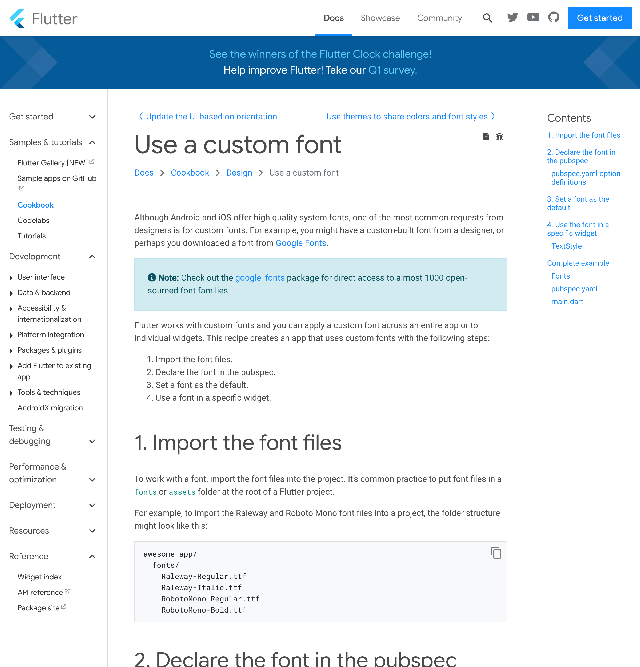 Flutter
Docs
Showcase
Community
Get started
See the winners of the Flutter Clock challenge!
Help improve Flutter! Take our Q1 survey.
Get started
Samples & tutorials
Flutter Gallery [NEW
Sample apps on GitHub
Cookbook
Codelabs
Tutorials
Development
User interface
Data & backend
Accessibility &
internationalization
Platform integration
Packages & plugins
Add Flutter to existing
app
Tools & techniques
AndroidX migration
Testing &
debugging
Performance &
optimization
Deployment
Resources
Reference
Widget index
API reference
Package site
Update the UI based on orientation
Use themes to share colors and font styles
Use a custom font
Docs > Cookbook > Design > Use a custom font
Although Android and iOS offer high quality system fonts, one of the most common requests from
designers is for custom fonts. For example, you might have a custom-built font from a designer, or
perhaps you downloaded a font from Google Fonts.
Note: Check out the google_fonts package for direct access to a most 1000 open-
sourced font families.
Flutter works with custom fonts and you can apply a custom font across an entire app or to
individual widgets. This recipe creates an app that uses custom fonts with the following steps:
1. Import the font files.
2. Declare the font in the pubspec.
3. Set a font as the default.
4. Use a font in a specific widget.
1. Import the font files
To work with a font, import the font files into the project. It's common practice to put font files in a
fonts or assets folder at the root of a Flutter project.
For example, to import the Raleway and Roboto Mono font files into a project, the folder structure
might look like this:
awesome_app/
fonts/
Raleway-Regular.ttf
Raleway-Italic.ttf
RobotoMono-Regular.ttf
RobotoMono-Bold.ttf
2. Declare the font in the pubspec
Contents
1. Import the font files
2. Declare the font in
the pubspec
pubspec.yaml option
definitions
3. Set a font as the
default
4. Use the font in a
specific widget
TextStyle
Complete example
Fonts
pubspec.yaml
main.dart